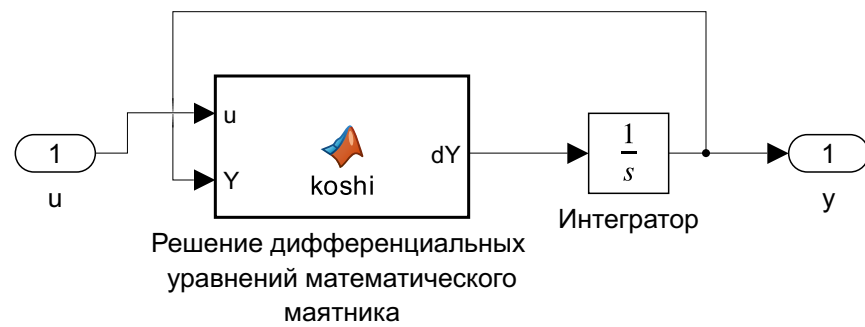 1
u
u
Y
koshi
dY
Решение дифференциальных
уравнений математического
маятника
1
s
Интегратор
1
y